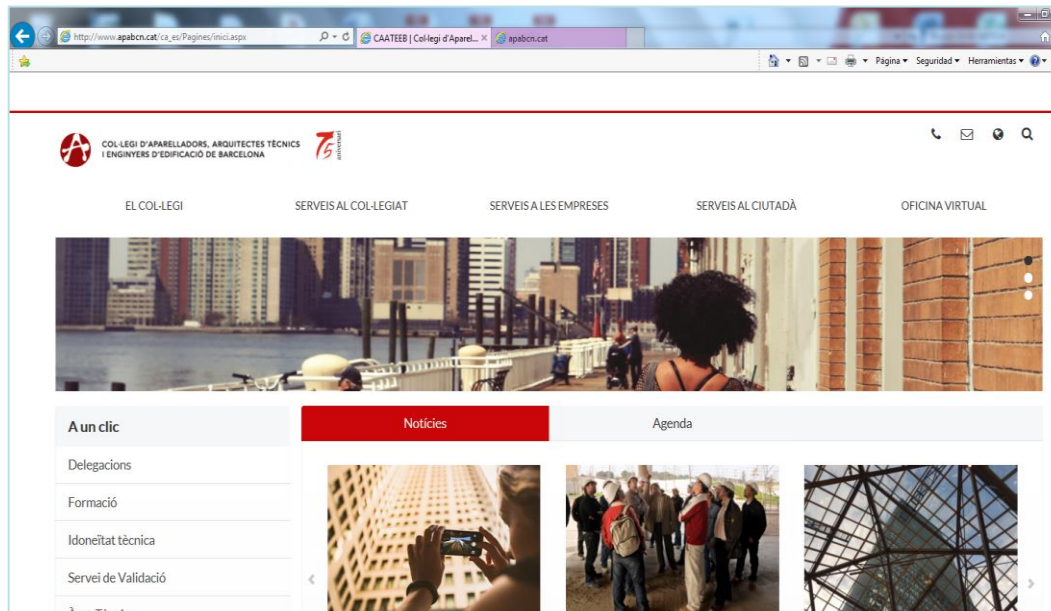 http://www.apabcn.cat/ca_es/Pagines/inici.aspx
CAATEEB | Col·legi d'Aparel...
apabcn.cat
Página
Seguridad
Herramientas
COL·LEGI D'APARELLADORS, ARQUITECTES TÈCNICS
I ENGINYERS D'EDIFICACIÓ DE BARCELONA
75
aniversari
EL COL·LEGI
SERVEIS AL COL·LEGIAT
SERVEIS A LES EMPRESES
SERVEIS AL CIUTADÀ
OFICINA VIRTUAL
A un clic
Notícies
Agenda
Delegacions
Formació
Idoneïtat tècnica
Servei de Validació